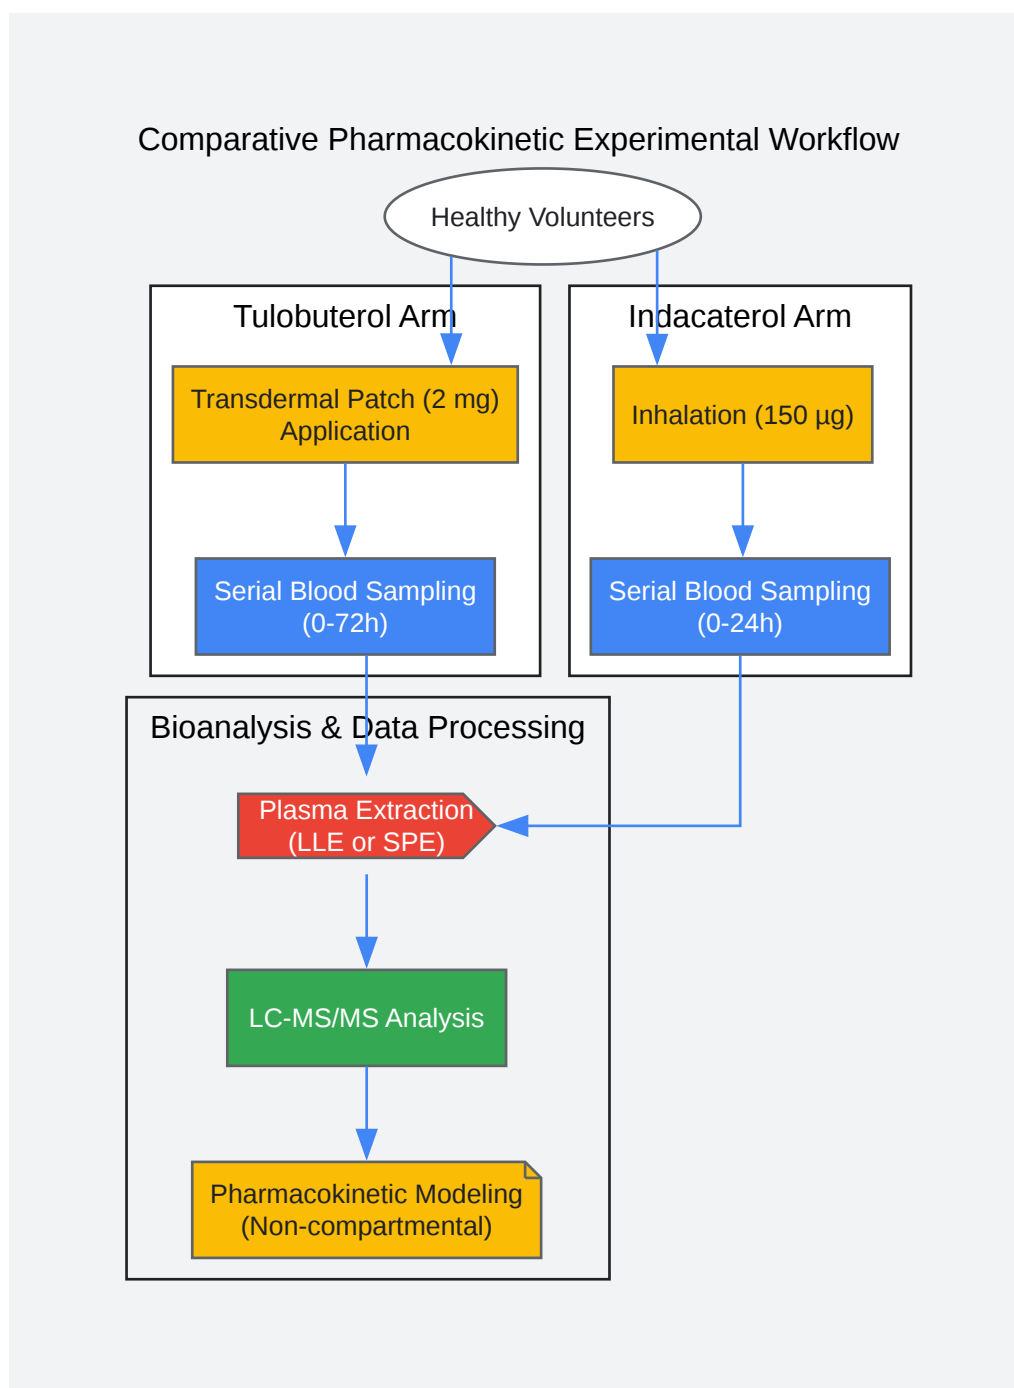 Comparative Pharmacokinetic Experimental Workflow
Healthy Volunteers
Tulobuterol Arm
Transdermal Patch (2 mg)
Application
Serial Blood Sampling
(0-72h)
Indacaterol Arm
Inhalation (150 µg)
Serial Blood Sampling
(0-24h)
Bioanalysis & Data Processing
Plasma Extraction
(LLE or SPE)
LC-MS/MS Analysis
Pharmacokinetic Modeling
(Non-compartmental)